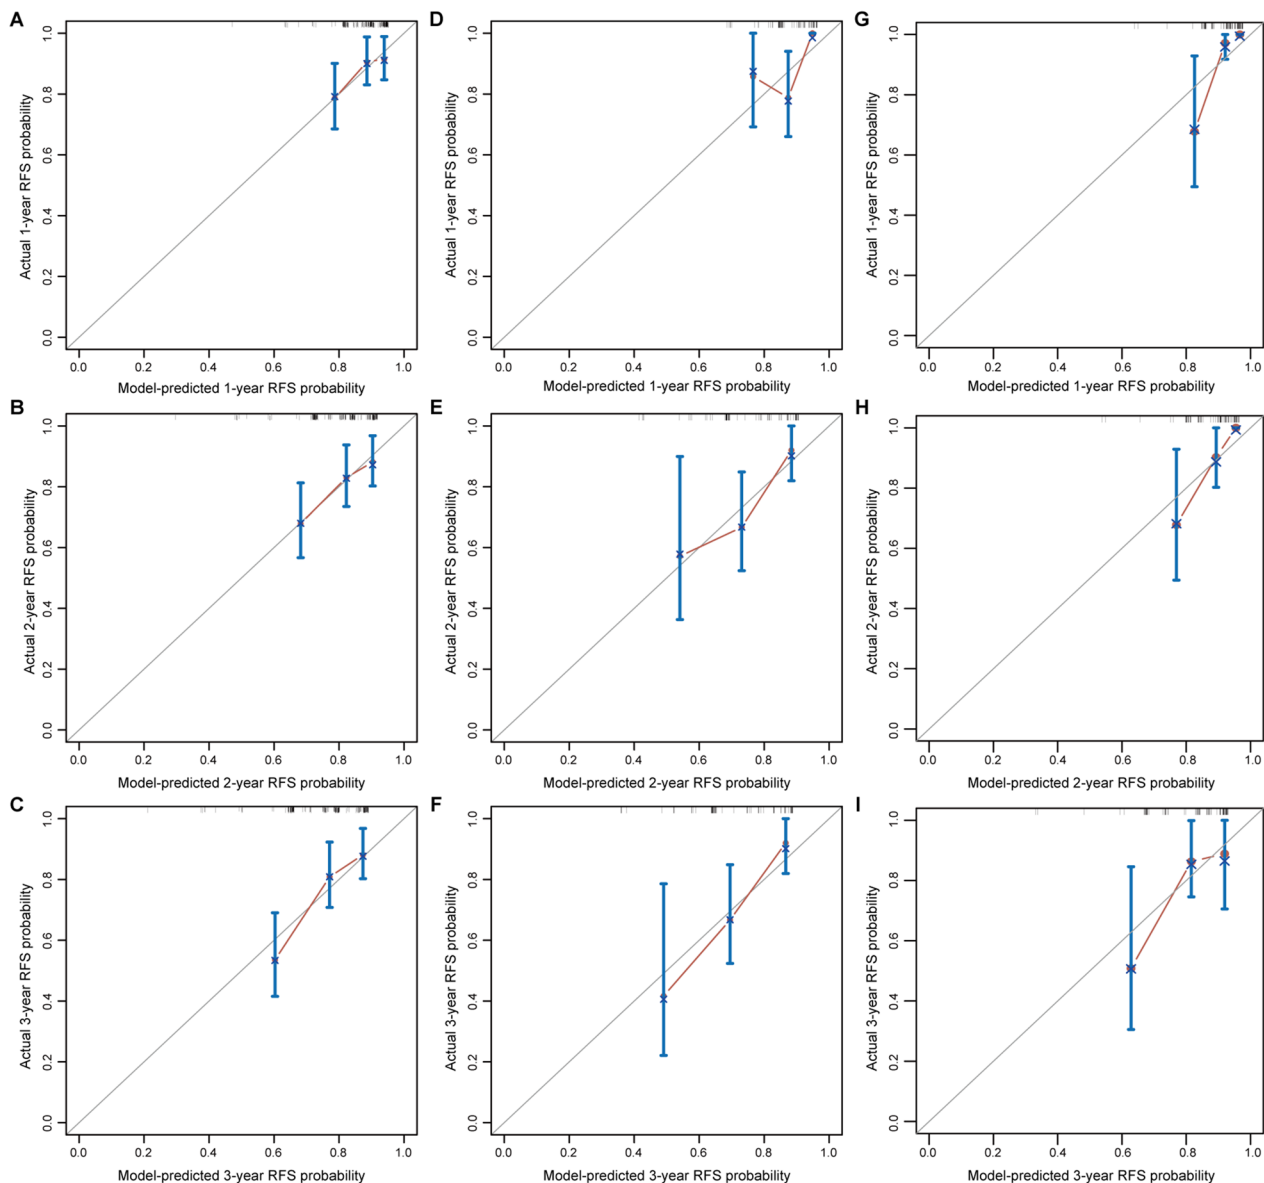 A
Actual 1-year RFS probability
1.0
0.8
0.6
0.4
0.2
0.0
0.0 0.2 0.4 0.6 0.8 1.0
Model-predicted 1-year RFS probability
D
Actual 1-year RFS probability
1.0
0.8
0.6
0.4
0.2
0.0
0.0 0.2 0.4 0.6 0.8 1.0
Model-predicted 1-year RFS probability
G
Actual 1-year RFS probability
1.0
0.8
0.6
0.4
0.2
0.0
0.0 0.2 0.4 0.6 0.8 1.0
Model-predicted 1-year RFS probability
B
Actual 2-year RFS probability
1.0
0.8
0.6
0.4
0.2
0.0
0.0 0.2 0.4 0.6 0.8 1.0
Model-predicted 2-year RFS probability
E
Actual 2-year RFS probability
1.0
0.8
0.6
0.4
0.2
0.0
0.0 0.2 0.4 0.6 0.8 1.0
Model-predicted 2-year RFS probability
H
Actual 2-year RFS probability
1.0
0.8
0.6
0.4
0.2
0.0
0.0 0.2 0.4 0.6 0.8 1.0
Model-predicted 2-year RFS probability
C
Actual 3-year RFS probability
1.0
0.8
0.6
0.4
0.2
0.0
0.0 0.2 0.4 0.6 0.8 1.0
Model-predicted 3-year RFS probability
F
Actual 3-year RFS probability
1.0
0.8
0.6
0.4
0.2
0.0
0.0 0.2 0.4 0.6 0.8 1.0
Model-predicted 3-year RFS probability
I
Actual 3-year RFS probability
1.0
0.8
0.6
0.4
0.2
0.0
0.0 0.2 0.4 0.6 0.8 1.0
Model-predicted 3-year RFS probability